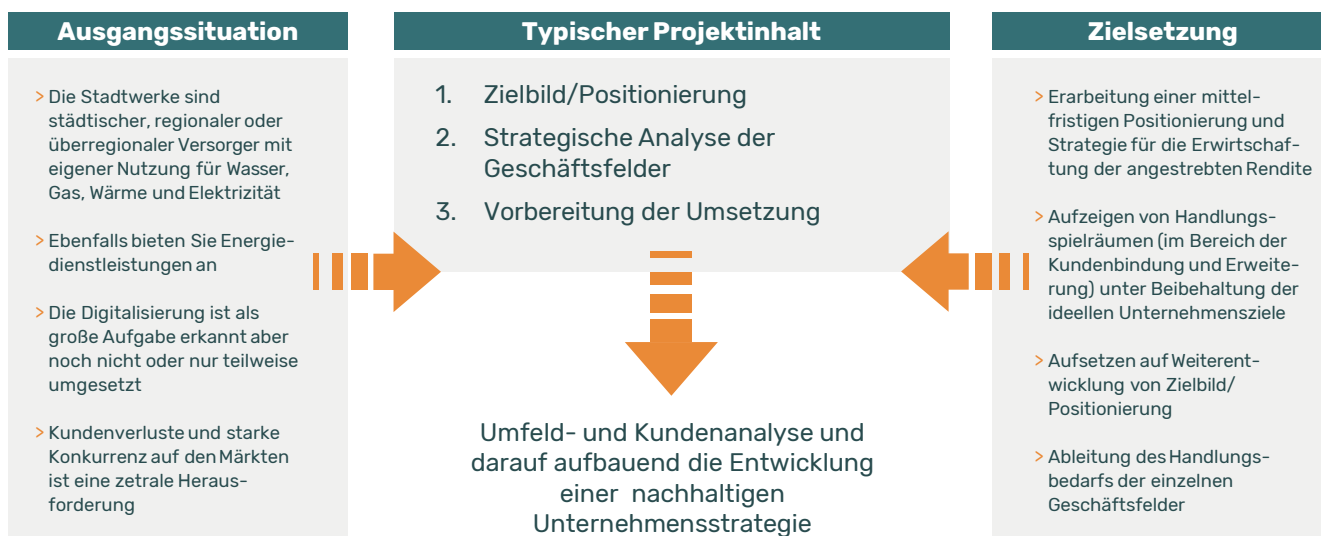 Ausgangssituation
> Die Stadtwerke sind
städtischer, regionaler oder
überregionaler Versorger mit
eigener Nutzung für Wasser,
Gas, Wärme und Elektrizität
> Ebenfalls bieten Sie Energie-
dienstleistungen an
> Die Digitalisierung ist als
große Aufgabe erkannt aber
noch nicht oder nur teilweise
umgesetzt
> Kundenverluste und starke
Konkurrenz auf den Märkten
ist eine zetrale Heraus-
forderung
Typischer Projektinhalt
1. Zielbild/Positionierung
2. Strategische Analyse der
Geschäftsfelder
3. Vorbereitung der Umsetzung
Umfeld- und Kundenanalyse und
darauf aufbauend die Entwicklung
einer nachhaltigen
Unternehmensstrategie
Zielsetzung
> Erarbeitung einer mittel-
fristigen Positionierung und
Strategie für die Erwirtschaf-
tung der angestrebten Rendite
> Aufzeigen von Handlungs-
spielräumen (im Bereich der
Kundenbindung und Erweite-
rung) unter Beibehaltung der
ideellen Unternehmensziele
> Aufsetzen auf Weiterent-
wicklung von Zielbild/
Positionierung
> Ableitung des Handlungs-
bedarfs der einzelnen
Geschäftsfelder